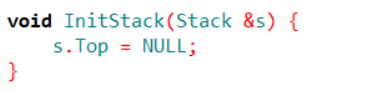 void InitStack(Stack &s) {
    s.Top = NULL;
}